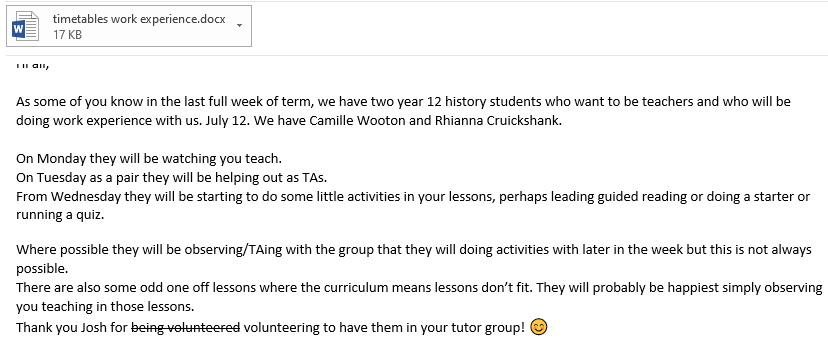 timetables work experience.docx
17 KB
As some of you know in the last full week of term, we have two year 12 history students who want to be teachers and who will be
doing work experience with us. July 12. We have Camille Wooton and Rhianna Cruickshank.
On Monday they will be watching you teach.
On Tuesday as a pair they will be helping out as TAs.
From Wednesday they will be starting to do some little activities in your lessons, perhaps leading guided reading or doing a starter or
running a quiz.
Where possible they will be observing/TAing with the group that they will doing activities with later in the week but this is not always
possible.
There are also some odd one off lessons where the curriculum means lessons don't fit. They will probably be happiest simply observing
you teaching in those lessons.
Thank you Josh for being volunteered volunteering to have them in your tutor group! 😊